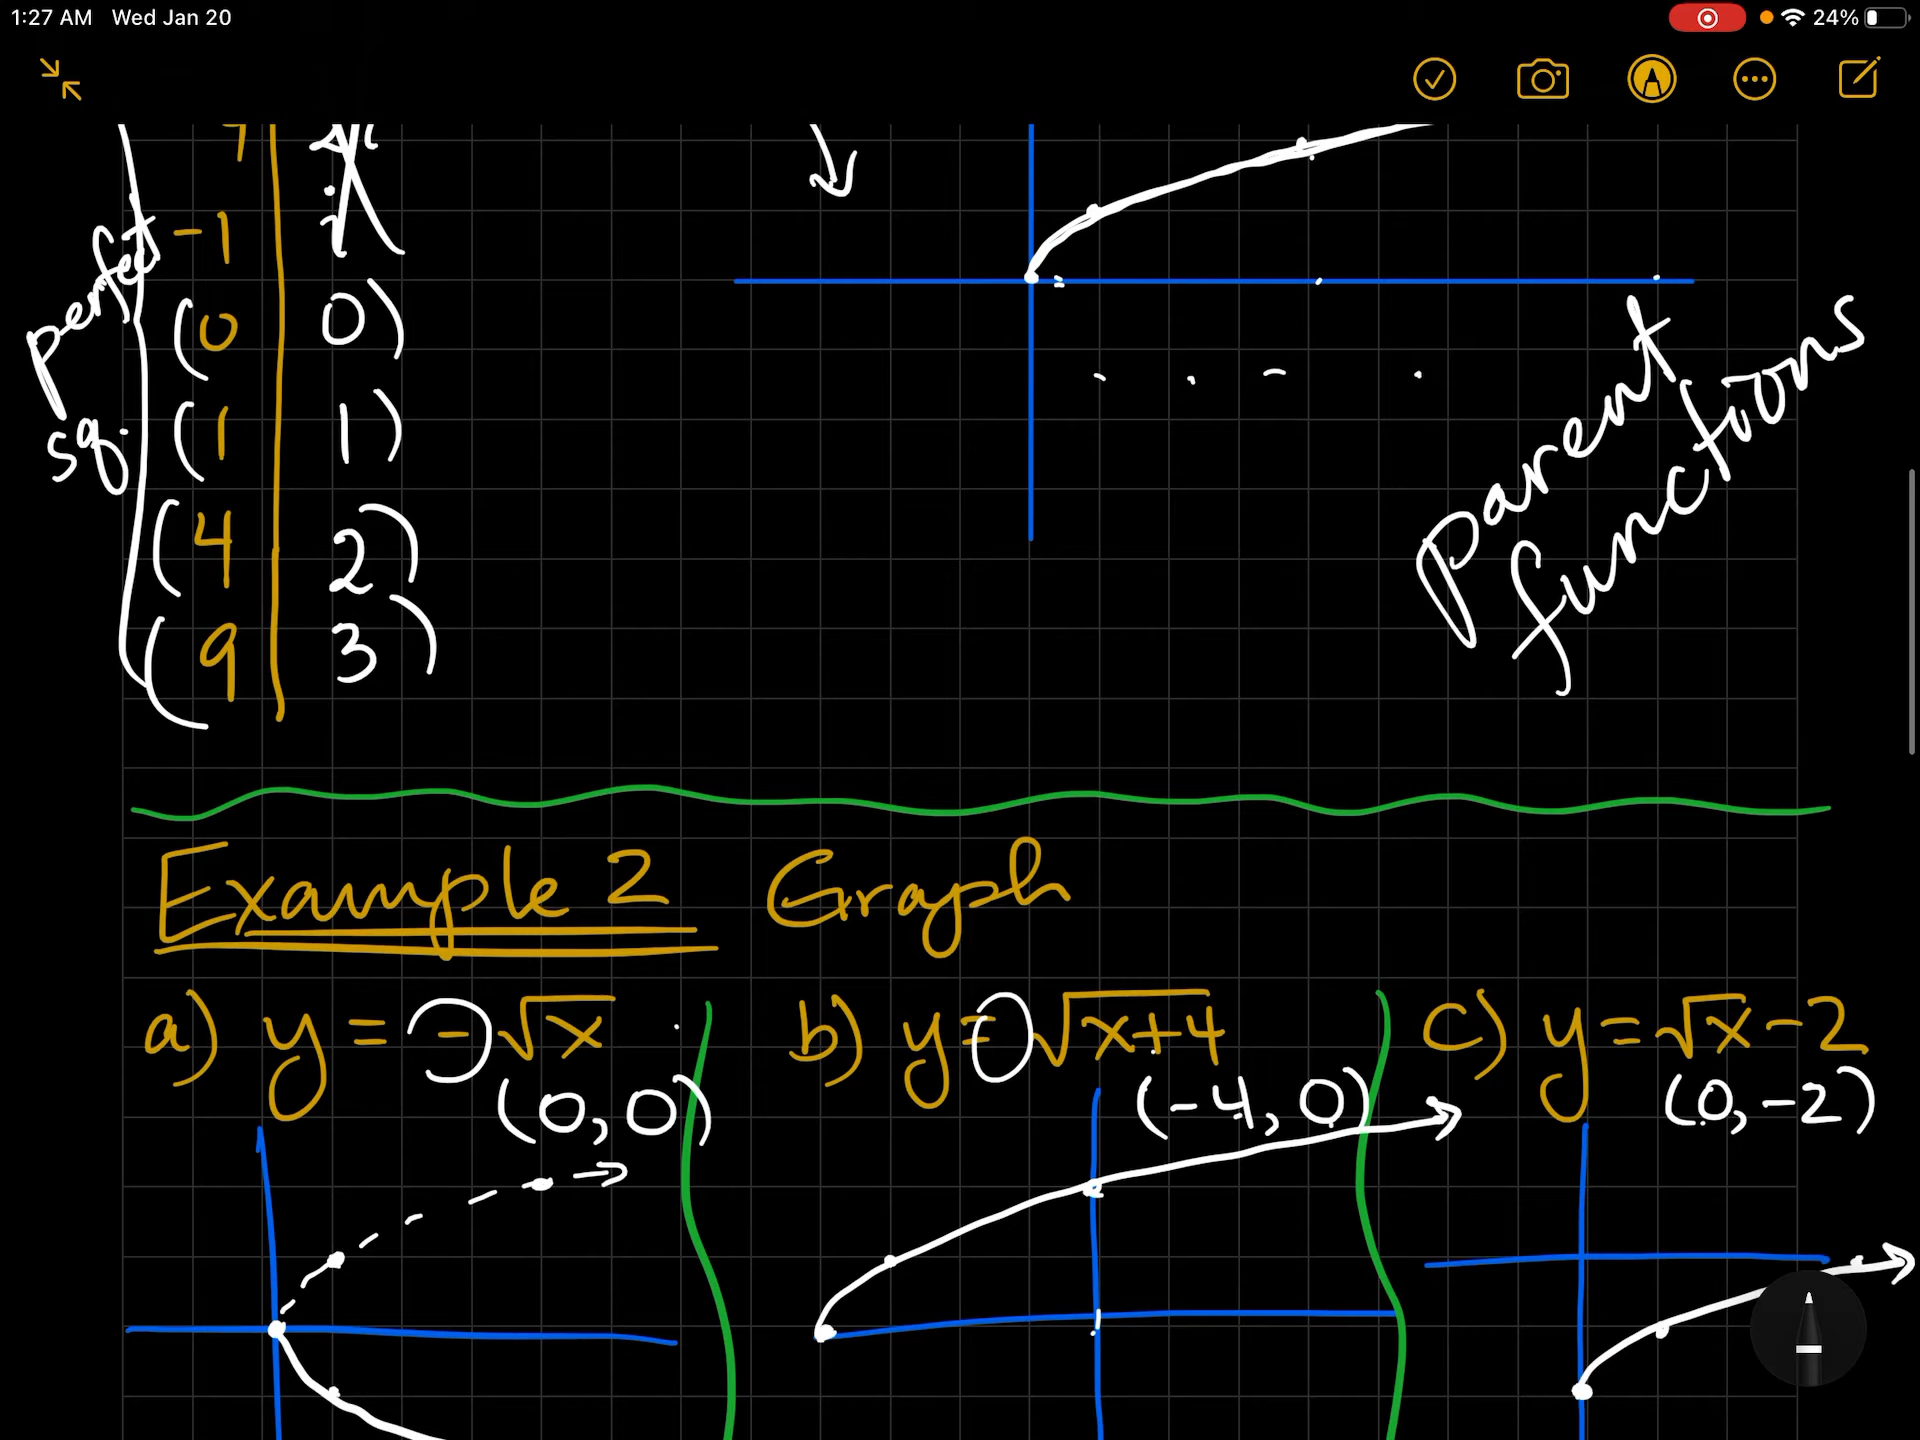 1:27 AM Wed Jan 20
24%
-1 i
perfect
sq.
(0 0)
(1 1)
(4 2)
(9 3)
Parent
functions
Example 2 Graph
a) y = -√x
(0, 0)
b) y = √x+4
(-4, 0)
c) y = √x - 2
(0, -2)